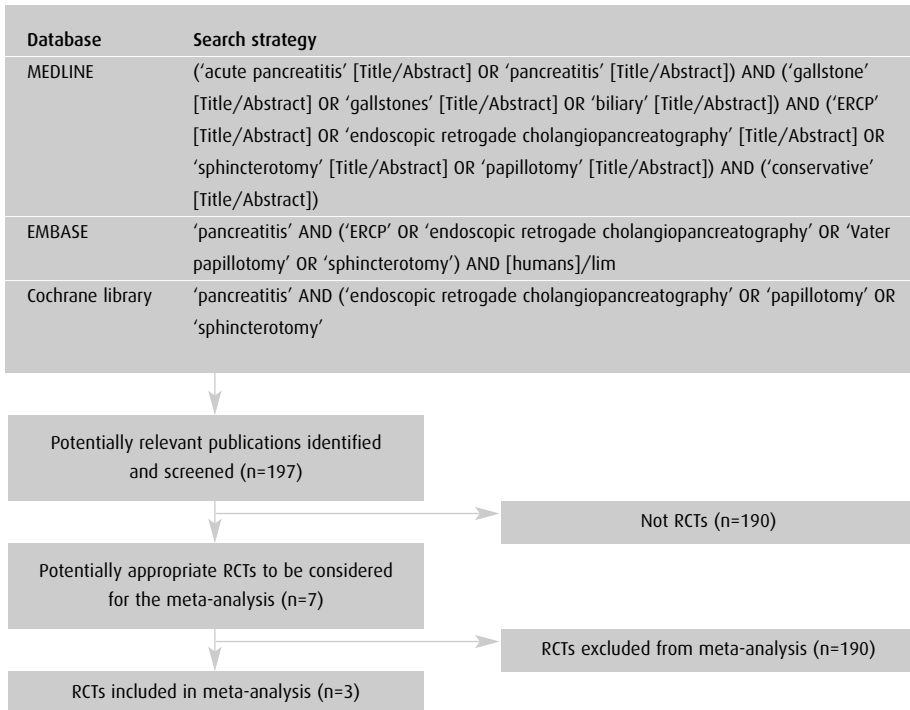 Database Search strategy
MEDLINE (‘acute pancreatitis’ [Title/Abstract] OR ‘pancreatitis’ [Title/Abstract]) AND (‘gallstone’
[Title/Abstract] OR ‘gallstones’ [Title/Abstract] OR ‘biliary’ [Title/Abstract]) AND (‘ERCP’
[Title/Abstract] OR ‘endoscopic retrogade cholangiopancreatography’ [Title/Abstract] OR
‘sphincterotomy’ [Title/Abstract] OR ‘papillotomy’ [Title/Abstract]) AND (‘conservative’
[Title/Abstract])
EMBASE ‘pancreatitis’ AND (‘ERCP’ OR ‘endoscopic retrogade cholangiopancreatography’ OR ‘Vater
papillotomy’ OR ‘sphincterotomy’) AND [humans]/lim
Cochrane library ‘pancreatitis’ AND (‘endoscopic retrogade cholangiopancreatography’ OR ‘papillotomy’ OR
‘sphincterotomy’
Potentially relevant publications identified
and screened (n=197)
Not RCTs (n=190)
Potentially appropriate RCTs to be considered
for the meta-analysis (n=7)
RCTs excluded from meta-analysis (n=190)
RCTs included in meta-analysis (n=3)